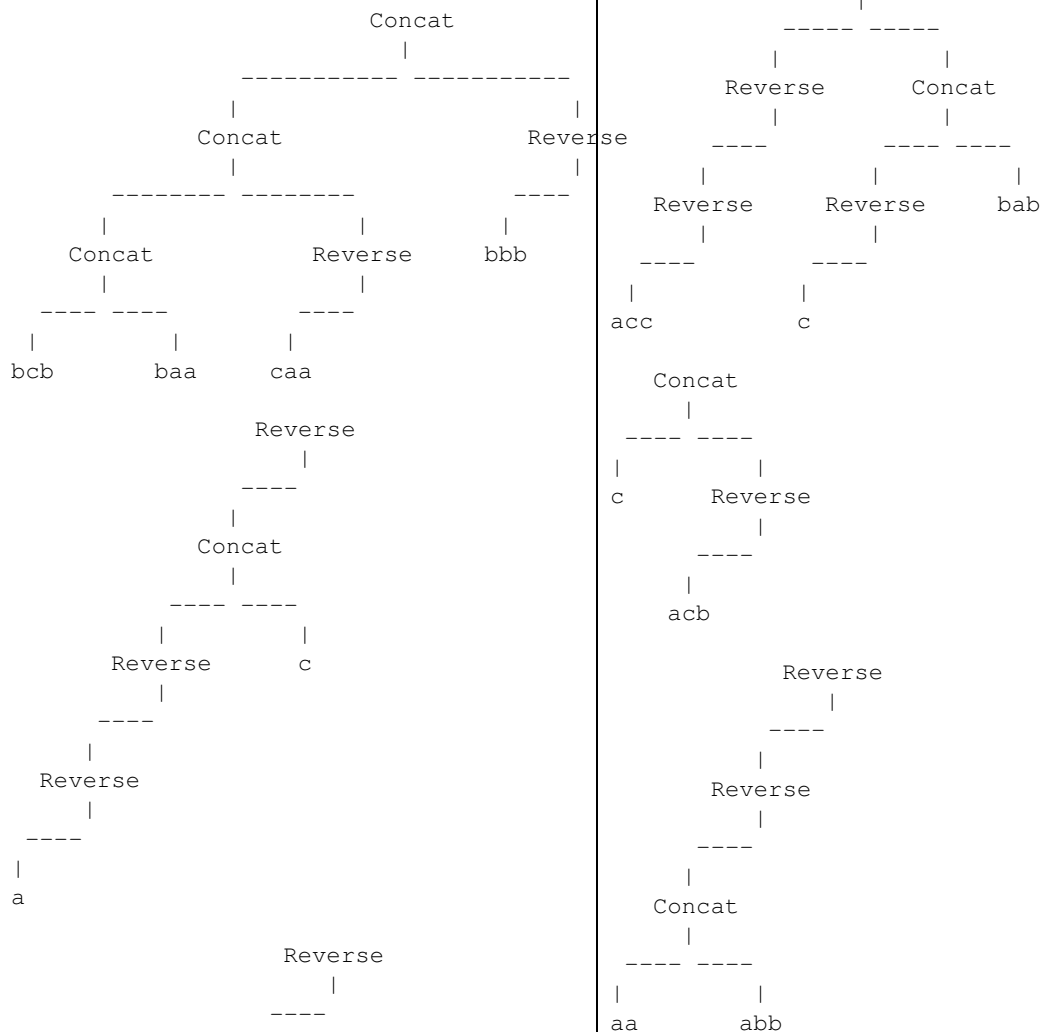 Concat
|
----------- -----------
| |
Concat Reverse
| |
-------- -------- ----
| | |
Concat Reverse bbb
| |
---- ---- ----
| | |
bcb baa caa
Reverse
|
----
|
Concat
|
---- ----
| |
Reverse c
|
----
|
Reverse
|
----
|
a
Reverse
|
----
|
----- -----
| |
Reverse Concat
| |
---- ---- ----
| | |
Reverse Reverse bab
| |
---- ----
| |
acc c
Concat
|
---- ----
| |
c Reverse
|
----
|
acb
Reverse
|
----
|
Reverse
|
----
|
Concat
|
---- ----
| |
aa abb